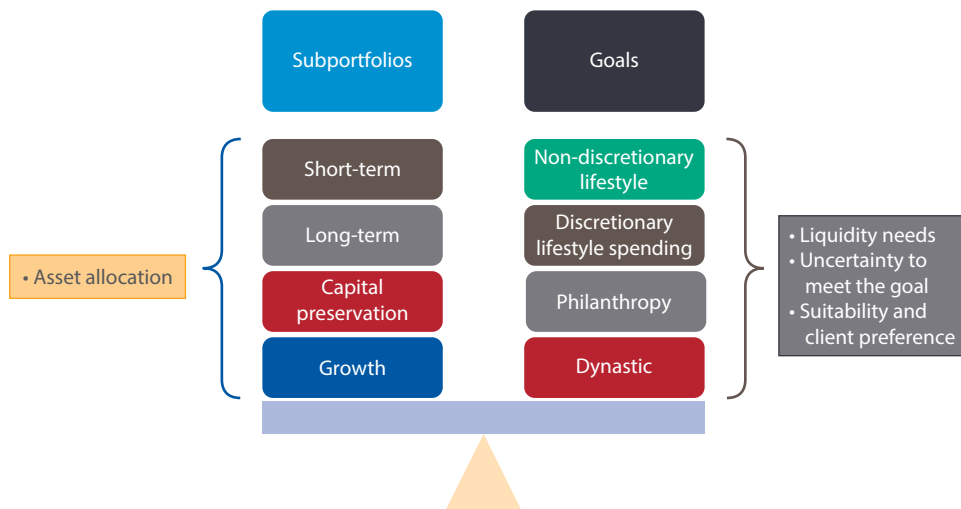 Subportfolios
Goals
Short-term
Non-discretionary
lifestyle
Long-term
Discretionary
lifestyle spending
• Asset allocation
Capital
preservation
Philanthropy
• Liquidity needs
• Uncertainty to
meet the goal
• Suitability and
client preference
Growth
Dynastic